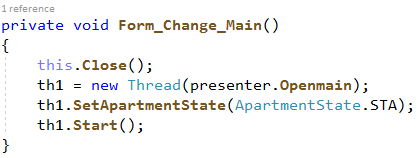 1 reference
private void Form_Change_Main()
{
this.Close();
th1 = new Thread(presenter.Openmain);
th1.SetApartmentState(ApartmentState.STA);
th1.Start();
}